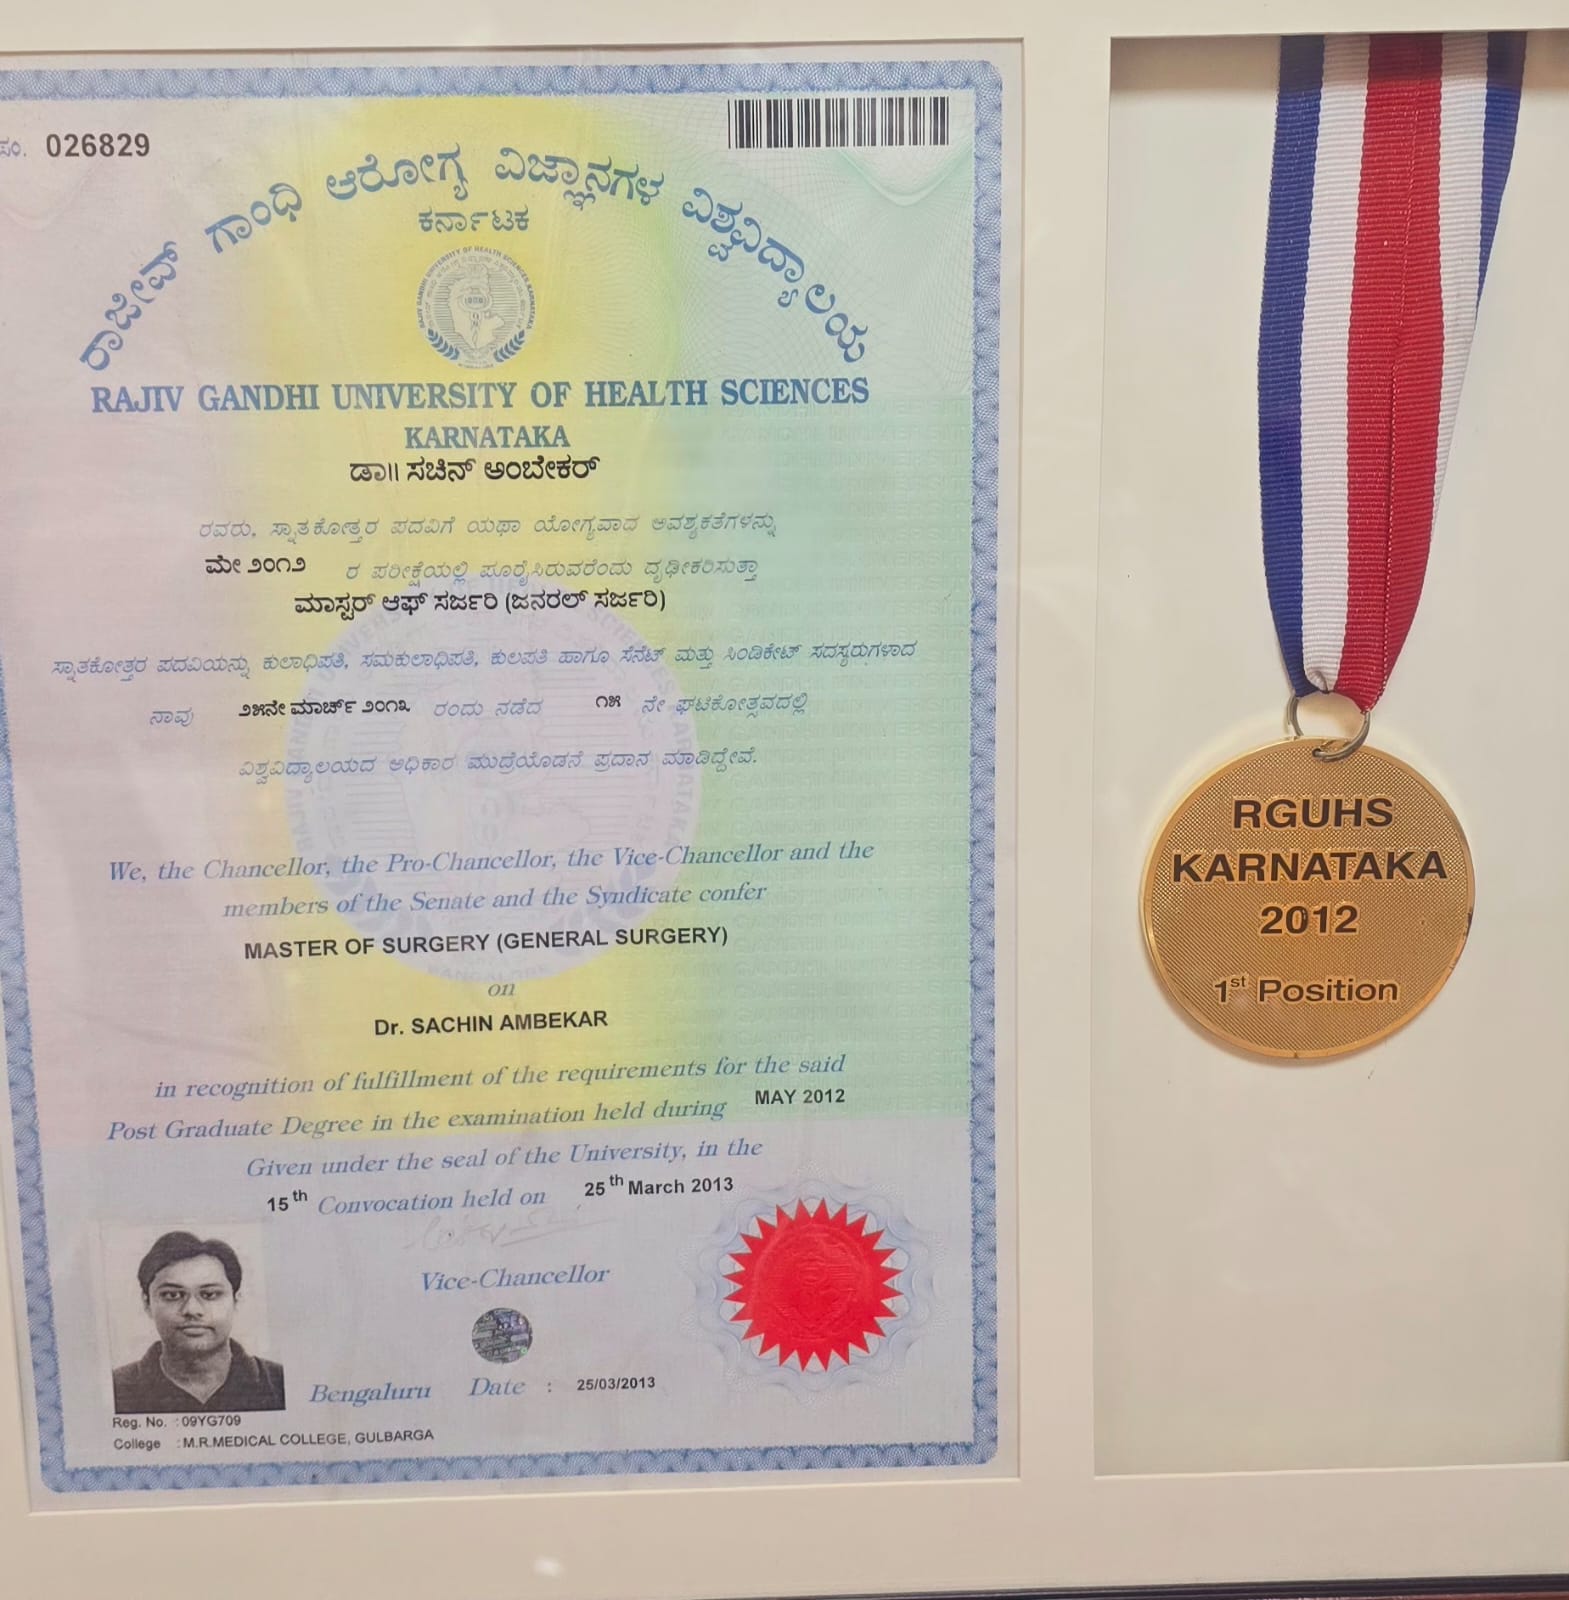 ಸಂ. 026829
ರಾಜೀವ್ ಗಾಂಧಿ ಆರೋಗ್ಯ ವಿಜ್ಞಾನಗಳ ವಿಶ್ವವಿದ್ಯಾಲಯ
ಕರ್ನಾಟಕ
RAJIV GANDHI UNIVERSITY OF HEALTH SCIENCES
KARNATAKA
ಡಾ॥ ಸಚಿನ್ ಅಂಬೇಕರ್
ರವರು, ಸ್ನಾತಕೋತ್ತರ ಪದವಿಗೆ ಯಥಾ ಯೋಗ್ಯವಾದ ಅವಶ್ಯಕತೆಗಳನ್ನು
ಮೇ ೨೦೧೨ ರ ಪರೀಕ್ಷೆಯಲ್ಲಿ ಪೂರೈಸಿರುವರೆಂದು ದೃಢೀಕರಿಸುತ್ತಾ
ಮಾಸ್ಟರ್ ಆಫ್ ಸರ್ಜರಿ (ಜನರಲ್ ಸರ್ಜರಿ)
ಸ್ನಾತಕೋತ್ತರ ಪದವಿಯನ್ನು ಕುಲಾಧಿಪತಿ, ಸಮಕುಲಾಧಿಪತಿ, ಕುಲಪತಿ ಹಾಗೂ ಸೆನೆಟ್ ಮತ್ತು ಸಿಂಡಿಕೇಟ್ ಸದಸ್ಯರುಗಳಾದ
ನಾವು ೨೫ನೇ ಮಾರ್ಚ್ ೨೦೧೩ ರಂದು ನಡೆದ ೧೫ ನೇ ಘಟಿಕೋತ್ಸವದಲ್ಲಿ
ವಿಶ್ವವಿದ್ಯಾಲಯದ ಅಧಿಕಾರ ಮುದ್ರೆಯೊಡನೆ ಪ್ರದಾನ ಮಾಡಿದ್ದೇವೆ.
We, the Chancellor, the Pro-Chancellor, the Vice-Chancellor and the
members of the Senate and the Syndicate confer
MASTER OF SURGERY (GENERAL SURGERY)
on
Dr. SACHIN AMBEKAR
in recognition of fulfillment of the requirements for the said
Post Graduate Degree in the examination held during MAY 2012
Given under the seal of the University, in the
15th Convocation held on 25th March 2013
Vice-Chancellor
Bengaluru Date : 25/03/2013
Reg. No. : 09YG709
College : M.R.MEDICAL COLLEGE, GULBARGA
RGUHS
KARNATAKA
2012
1st Position